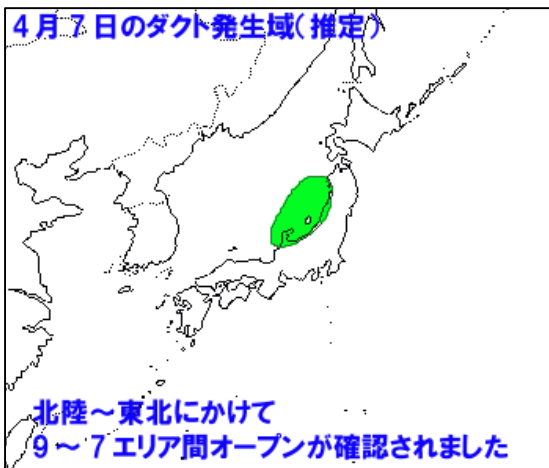 4月7日のダクト発生域(推定)
北陸～東北にかけて
9～7エリア間オープンが確認されました